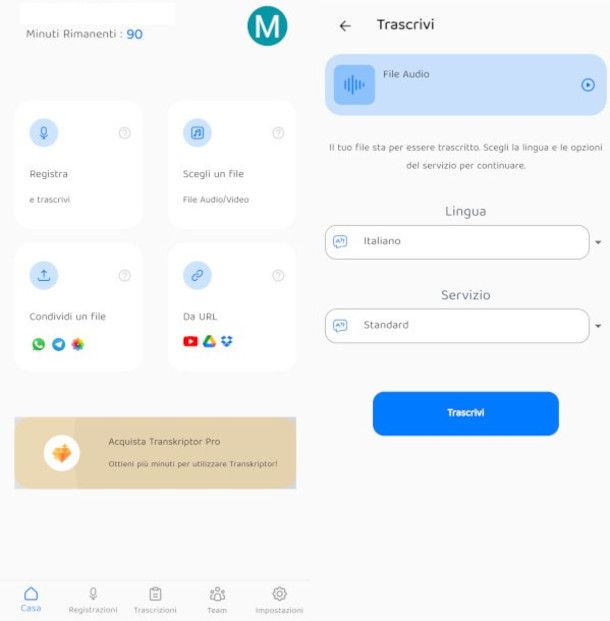 Minuti Rimanenti : 90
M
Registra
e trascrivi
Scegli un file
File Audio/Video
Condividi un file
Da URL
Acquista Transkriptor Pro
Ottieni più minuti per utilizzare Transkriptor!
Casa
Registrazioni
Trascrizioni
Team
Impostazioni
Trascrivi
File Audio
Il tuo file sta per essere trascritto. Scegli la lingua e le opzioni
del servizio per continuare.
Lingua
Italiano
Servizio
Standard
Trascrivi